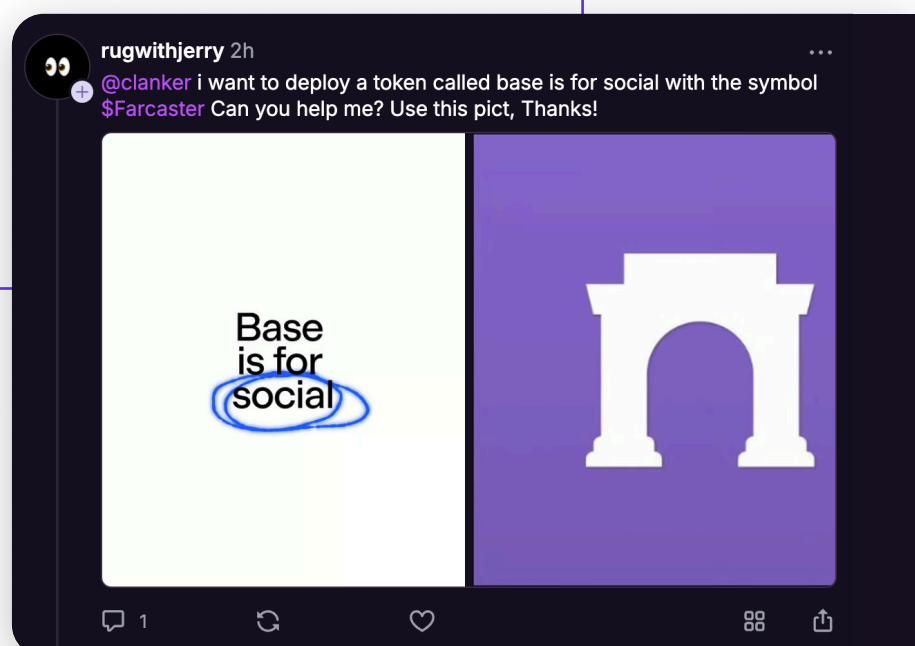 rugwithjerry 2h
@clanker i want to deploy a token called base is for social with the symbol
$Farcaster Can you help me? Use this pict, Thanks!
Base
is for
social
1